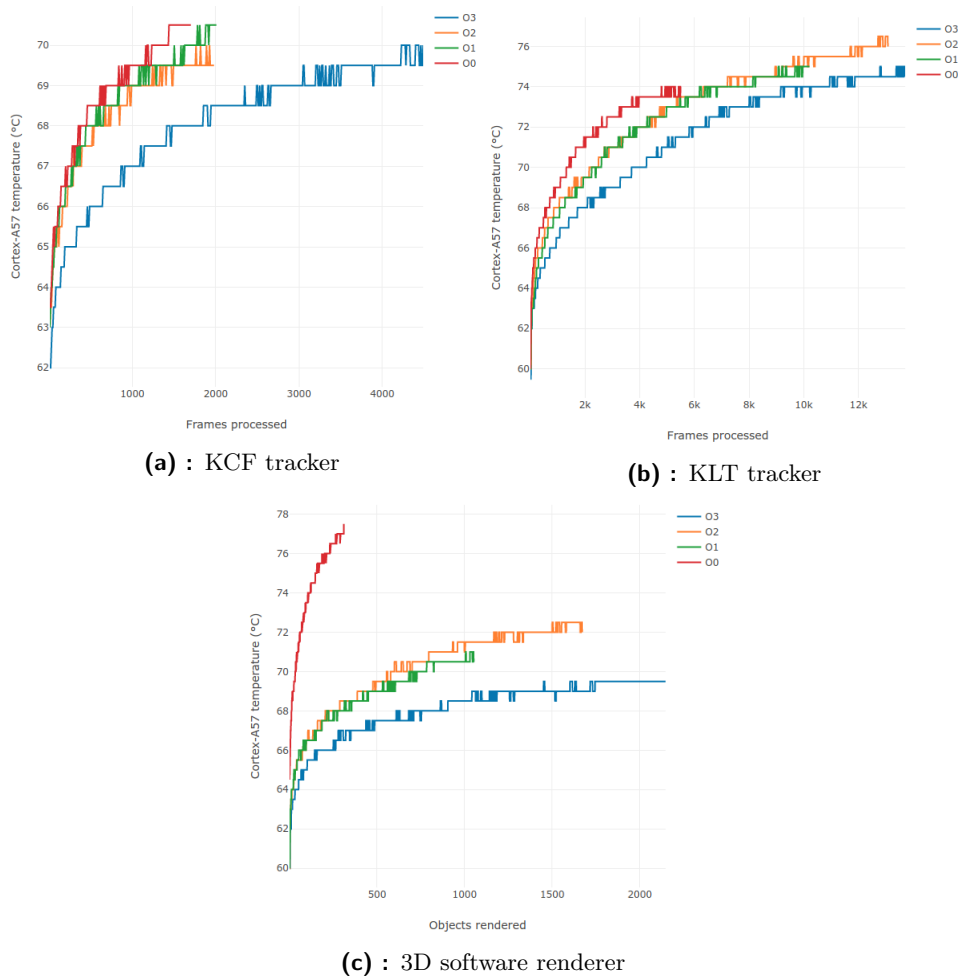 O3
O2
O1
O0
70
69
68
67
66
65
64
63
62
Cortex-A57 temperature (°C)
1000
2000
3000
4000
Frames processed
(a) : KCF tracker
O3
O2
O1
O0
76
74
72
70
68
66
64
62
60
Cortex-A57 temperature (°C)
2k
4k
6k
8k
10k
12k
Frames processed
(b) : KLT tracker
O3
O2
O1
O0
78
76
74
72
70
68
66
64
62
60
Cortex-A57 temperature (°C)
500
1000
1500
2000
Objects rendered
(c) : 3D software renderer